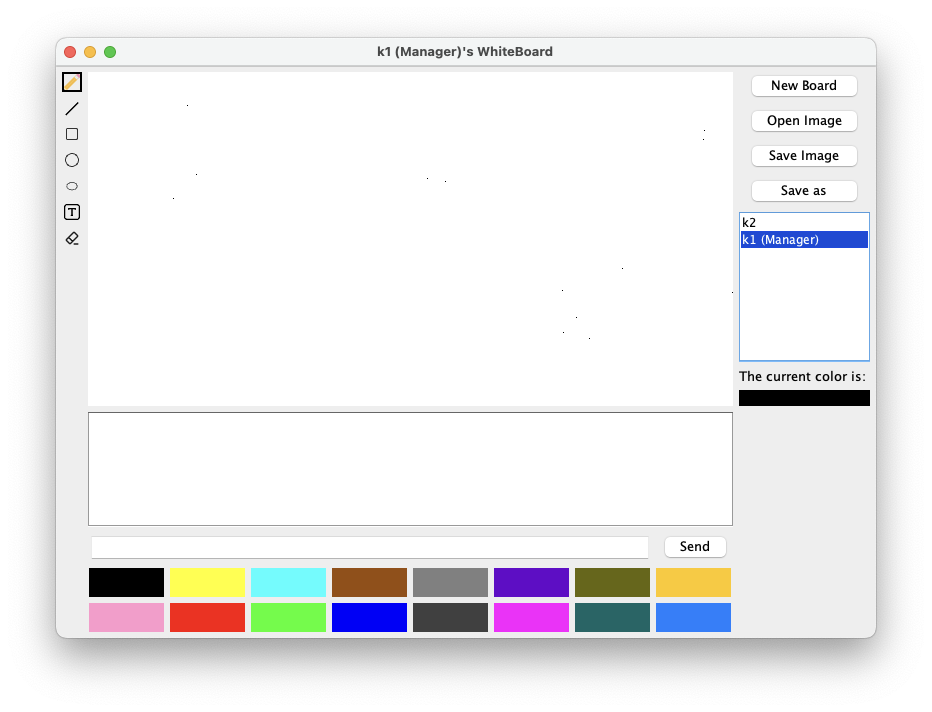 k1 (Manager)'s WhiteBoard
New Board
Open Image
Save Image
Save as
T
k2
k1 (Manager)
The current color is:
Send